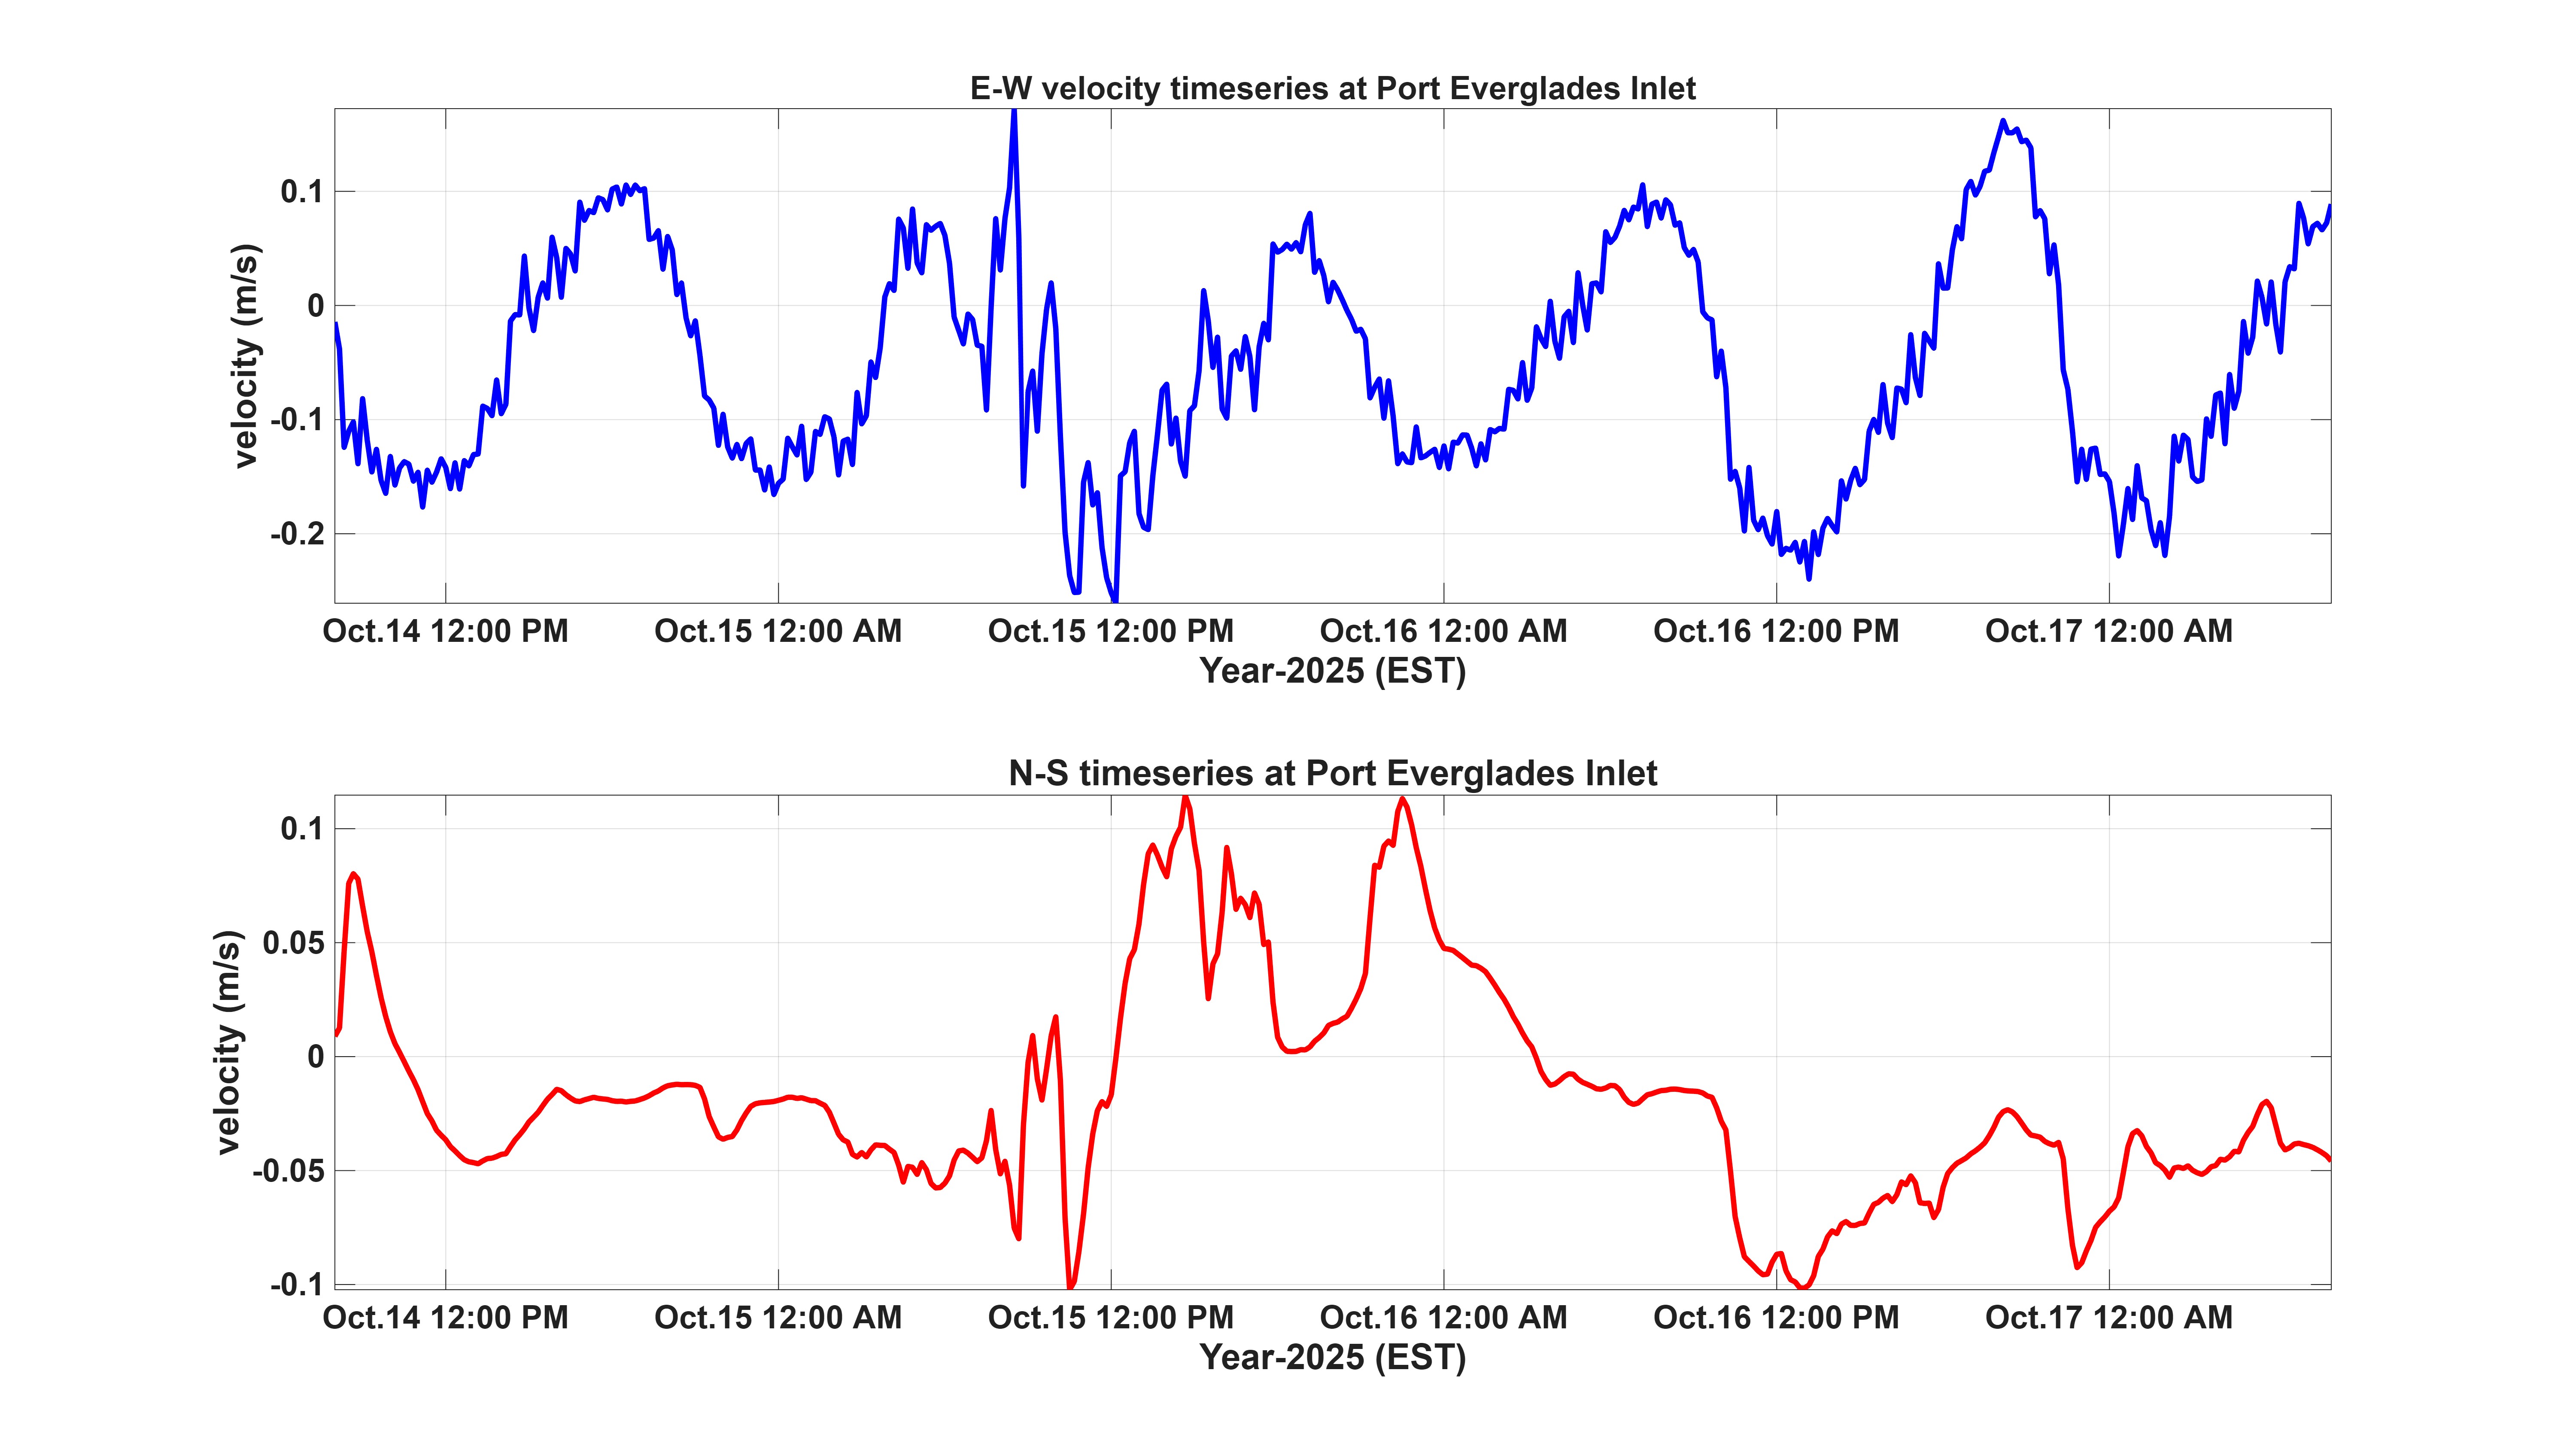 E-W velocity timeseries at Port Everglades Inlet
velocity (m/s)
0.1
0
-0.1
-0.2
Oct.14 12:00 PM Oct.15 12:00 AM Oct.15 12:00 PM Oct.16 12:00 AM Oct.16 12:00 PM Oct.17 12:00 AM
Year-2025 (EST)
N-S timeseries at Port Everglades Inlet
velocity (m/s)
0.1
0.05
0
-0.05
-0.1
Oct.14 12:00 PM Oct.15 12:00 AM Oct.15 12:00 PM Oct.16 12:00 AM Oct.16 12:00 PM Oct.17 12:00 AM
Year-2025 (EST)